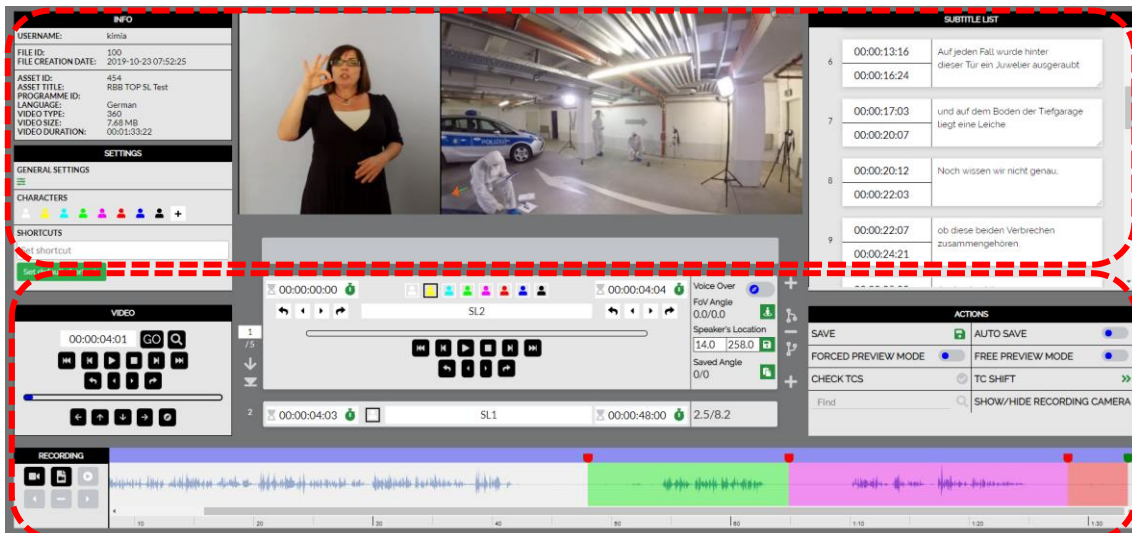 INFO
USERNAME: kimia
FILE ID: 100
FILE CREATION DATE: 2019-10-23 07:52:25
ASSET ID: 454
ASSET TITLE: RBB TOP SL Test
PROGRAMME ID:
LANGUAGE: German
VIDEO TYPE: 360
VIDEO SIZE: 7.68 MB
VIDEO DURATION: 00:01:33:22
SETTINGS
GENERAL SETTINGS
CHARACTERS
+
SHORTCUTS
Set shortcut
POLIZEI
SUBTITLE LIST
6 00:00:13:16 Auf jeden Fall wurde hinter
00:00:16:24 dieser Tür ein Juwelier ausgeraubt
7 00:00:17:03 und auf dem Boden der Tiefgarage
00:00:20:07 liegt eine Leiche
8 00:00:20:12 Noch wissen wir nicht genau,
00:00:22:03
9 00:00:22:07 ob diese beiden Verbrechen
00:00:24:21 zusammengehören.
VIDEO
00:00:04:01 GO
1
/5
00:00:00:00 00:00:04:04
SL2
Voice Over
FoV Angle
0.0/0.0
Speaker's Location
14.0 258.0
Saved Angle
0/0
2 00:00:04:03 SL1 00:00:48:00 2.5/8.2
ACTIONS
SAVE AUTO SAVE
FORCED PREVIEW MODE FREE PREVIEW MODE
CHECK TCS TC SHIFT
Find SHOW/HIDE RECORDING CAMERA
RECORDING
10 20 30 40 50 60 1:10 1:20 1:30